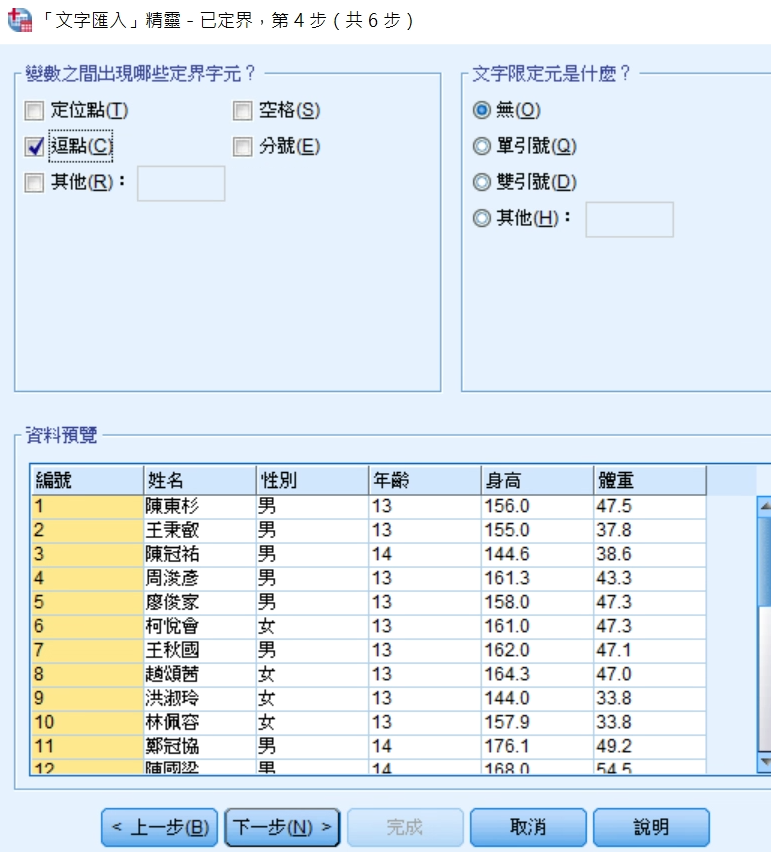 「文字匯入」精靈 - 已定界，第 4 步 ( 共 6 步 )
變數之間出現哪些定界字元？
定位點(T) 空格(S)
逗點(C) 分號(E)
其他(R)：
文字限定元是什麼？
無(O)
單引號(Q)
雙引號(D)
其他(H)：
資料預覽
編號 姓名 性別 年齡 身高 體重
1 陳東杉 男 13 156.0 47.5
2 王秉叡 男 13 155.0 37.8
3 陳冠祐 男 14 144.6 38.6
4 周浚彥 男 13 161.3 43.3
5 廖俊家 男 13 158.0 47.3
6 柯悅會 女 13 161.0 47.3
7 王秋國 男 13 162.0 47.1
8 趙頌茜 女 13 164.3 47.0
9 洪淑玲 女 13 144.0 33.8
10 林佩容 女 13 157.9 33.8
11 鄭冠協 男 14 176.1 49.2
12 陳國梁 男 14 168.0 54.5
< 上一步(B) 下一步(N) > 完成 取消 說明